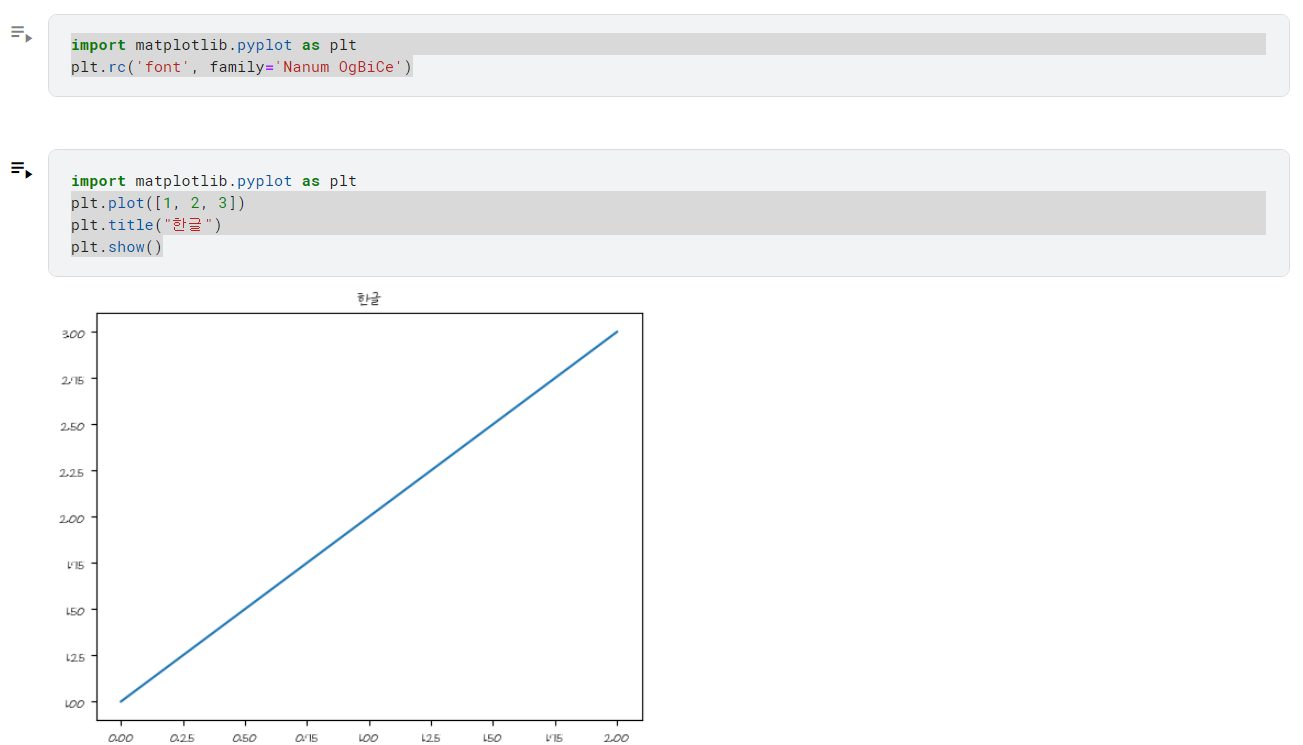 import matplotlib.pyplot as plt
plt.rc('font', family='Nanum OgBiCe')
import matplotlib.pyplot as plt
plt.plot([1, 2, 3])
plt.title("한글")
plt.show()
한글
3.00
2.75
2.50
2.25
2.00
1.75
1.50
1.25
1.00
0.00 0.25 0.50 0.75 1.00 1.25 1.50 1.75 2.00